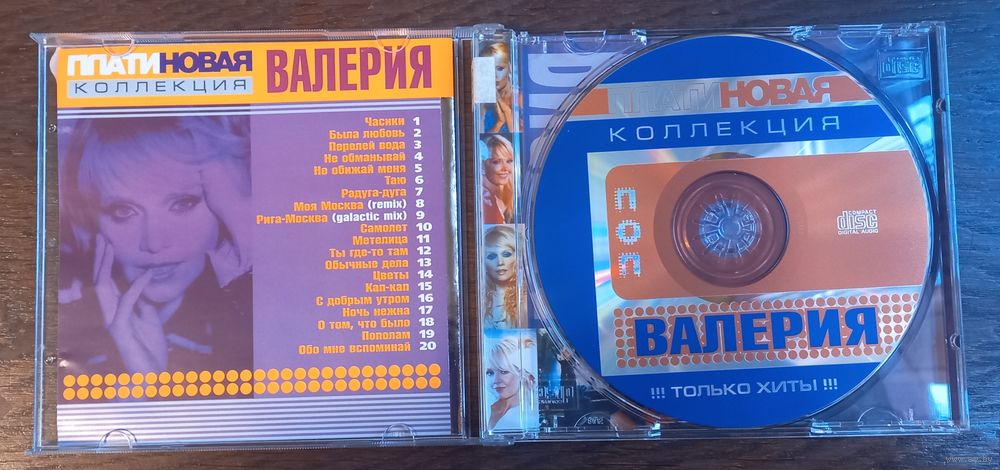 ПЛАТИНОВАЯ
КОЛЛЕКЦИЯ
ВАЛЕРИЯ
Часики 1
Была любовь 2
Перелей вода 3
Не обманывай 4
Не обижай меня 5
Таю 6
Радуга-дуга 7
Моя Москва (remix) 8
Рига-Москва (galactic mix) 9
Самолет 10
Метелица 11
Ты где-то там 12
Обычные дела 13
Цветы 14
Кап-кап 15
С добрым утром 16
Ночь нежна 17
О том, что было 18
Пополам 19
Обо мне вспоминай 20
ПЛАТИНОВАЯ
КОЛЛЕКЦИЯ
COMPACT
disc
DIGITAL AUDIO
ВАЛЕРИЯ
!!! ТОЛЬКО ХИТЫ !!!
disc